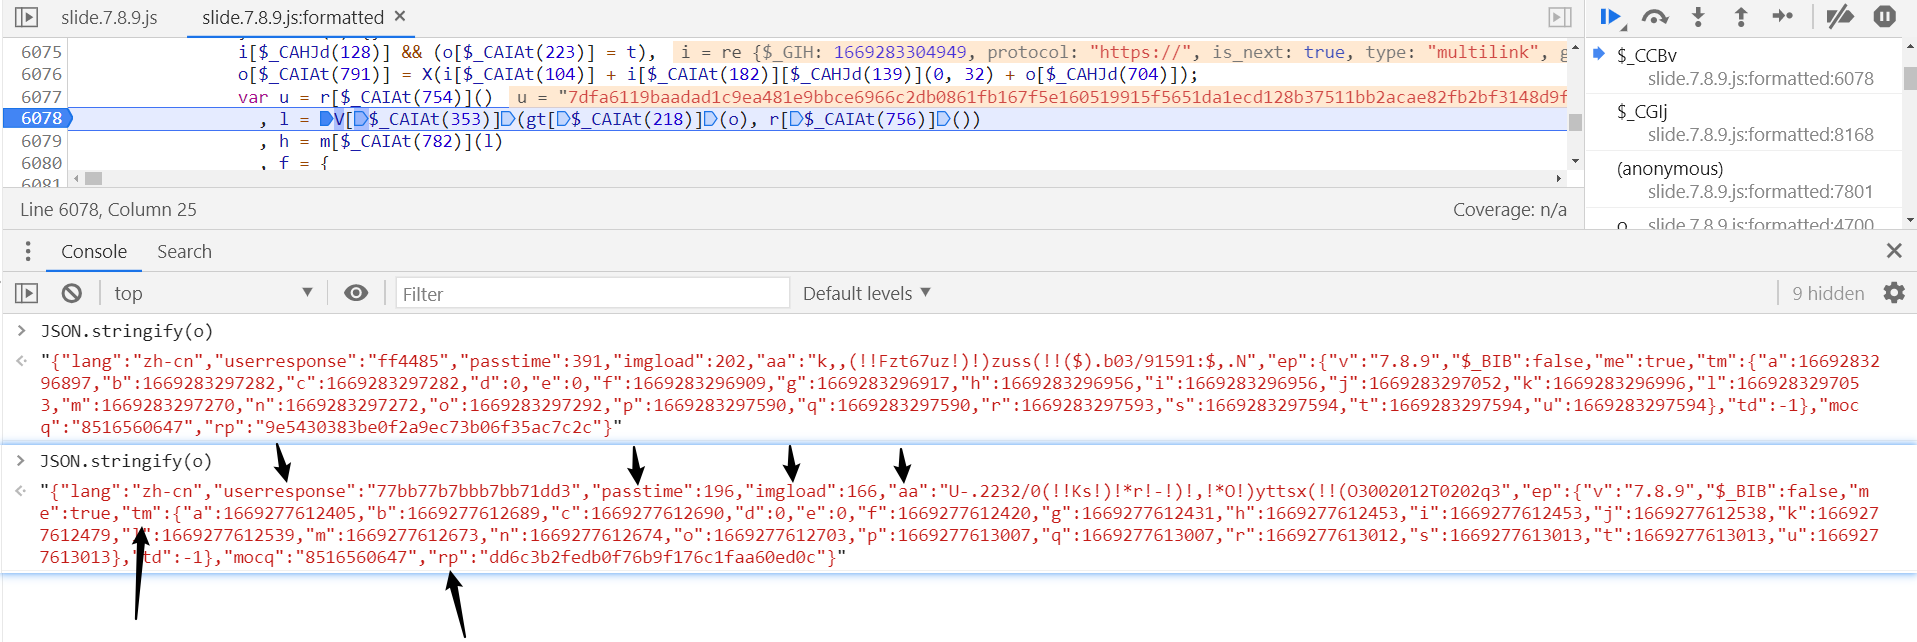 slide.7.8.9.js
slide.7.8.9.js:formatted ×
6075 i[$_CAHJd(128)] && (o[$_CAIAt(223)] = t), i = re {$_GIH: 1669283304949, protocol: "https://", is_next: true, type: "multilink", g
6076 o[$_CAIAt(791)] = X(i[$_CAIAt(104)] + i[$_CAIAt(182)][$_CAHJd(139)](0, 32) + o[$_CAHJd(704)]);
6077 var u = r[$_CAIAt(754)]() u = "7dfa6119baadad1c9ea481e9bbce6966c2db0861fb167f5e160519915f5651da1ecd128b37511bb2acae82fb2bf3148d9f
6078 , l = V[$_CAIAt(353)](gt[$_CAIAt(218)](o), r[$_CAIAt(756)]())
6079 , h = m[$_CAIAt(782)](l)
6080 , f = {
6081
Line 6078, Column 25
Coverage: n/a
$_CCBv
slide.7.8.9.js:formatted:6078
$_CGIj
slide.7.8.9.js:formatted:8168
(anonymous)
slide.7.8.9.js:formatted:7801
o slide.7.8.9.js:formatted:4700
Console
Search
top
Filter
Default levels
9 hidden
> JSON.stringify(o)
"{"lang":"zh-cn","userresponse":"ff4485","passtime":391,"imgload":202,"aa":"k,,(!!Fzt67uz!)!)zuss(!!($).b03/91591:$,.N","ep":{"v":"7.8.9","$_BIB":false,"me":true,"tm":{"a":1669283
296897,"b":1669283297282,"c":1669283297282,"d":0,"e":0,"f":1669283296909,"g":1669283296917,"h":1669283296956,"i":1669283296956,"j":1669283297052,"k":1669283296996,"l":166928329705
3,"m":1669283297270,"n":1669283297272,"o":1669283297292,"p":1669283297590,"q":1669283297590,"r":1669283297593,"s":1669283297594,"t":1669283297594,"u":1669283297594},"td":-1},"moc
q":"8516560647","rp":"9e5430383be0f2a9ec73b06f35ac7c2c"}"
> JSON.stringify(o)
"{"lang":"zh-cn","userresponse":"77bb77b7bbb7bb71dd3","passtime":196,"imgload":166,"aa":"U-.2232/0(!!Ks!)!*r!-!)!,!*O!)yttsx(!!(O3002012T0202q3","ep":{"v":"7.8.9","$_BIB":false,"m
e":true,"tm":{"a":1669277612405,"b":1669277612689,"c":1669277612690,"d":0,"e":0,"f":1669277612420,"g":1669277612431,"h":1669277612453,"i":1669277612453,"j":1669277612538,"k":16692
77612479,"l":1669277612539,"m":1669277612673,"n":1669277612674,"o":1669277612703,"p":1669277613007,"q":1669277613007,"r":1669277613012,"s":1669277613013,"t":1669277613013,"u":166927
7613013},"td":-1},"mocq":"8516560647","rp":"dd6c3b2fedb0f76b9f176c1faa60ed0c"}"